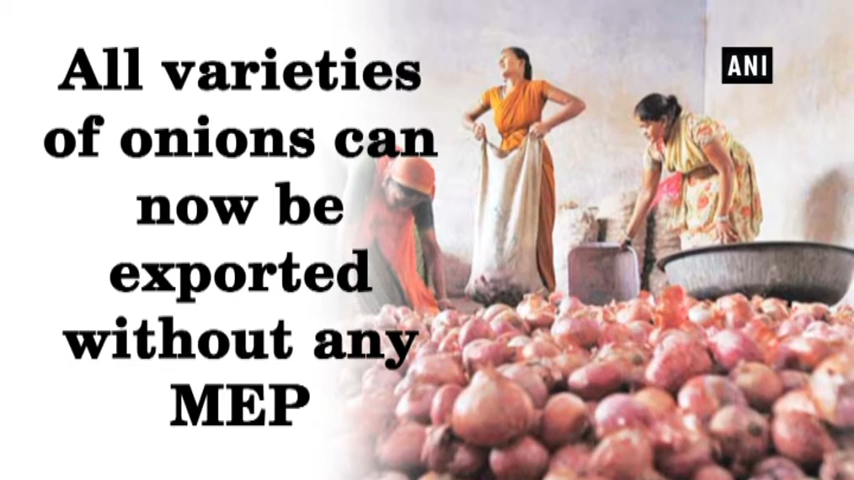 All varieties
of onions can
now be
exported
without any
MEP
ANI